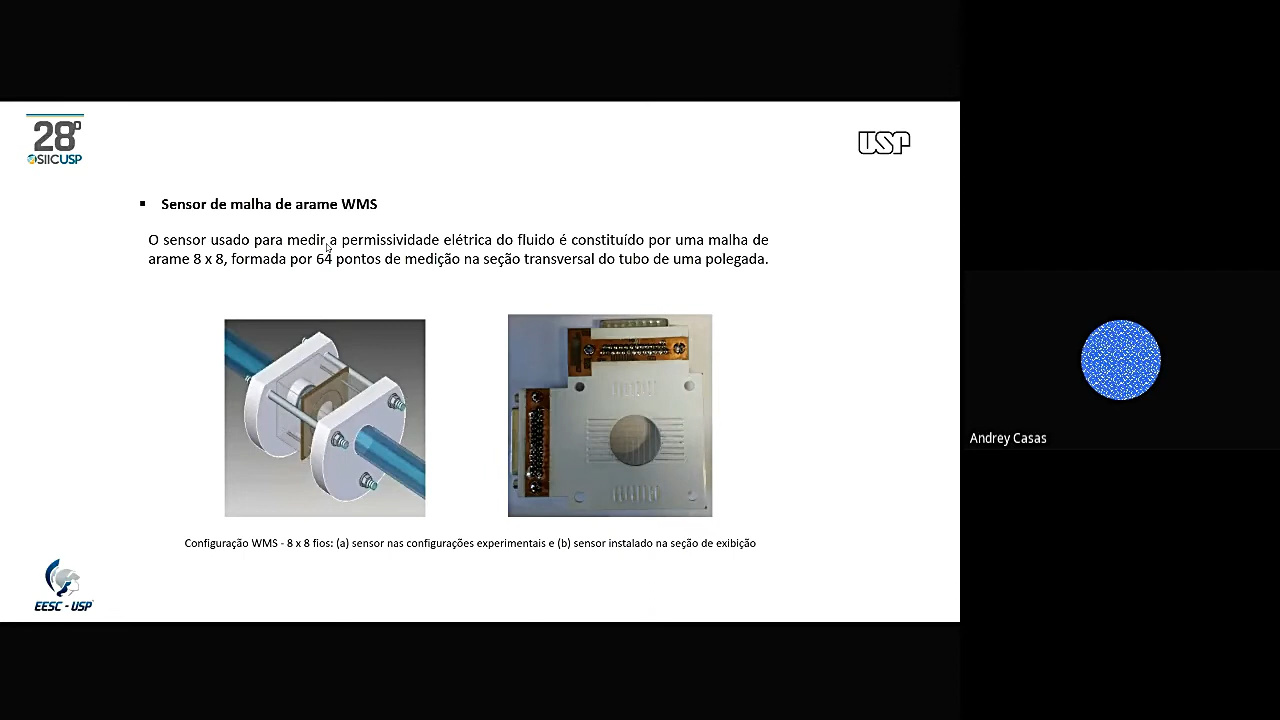 28º
SIICUSP
USP
Sensor de malha de arame WMS
O sensor usado para medir a permissividade elétrica do fluido é constituído por uma malha de
arame 8 x 8, formada por 64 pontos de medição na seção transversal do tubo de uma polegada.
Configuração WMS - 8 x 8 fios: (a) sensor nas configurações experimentais e (b) sensor instalado na seção de exibição
EESC - USP
Andrey Casas